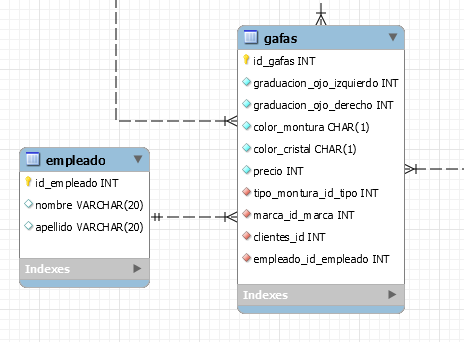 gafas
id_gafas INT
graduacion_ojo_izquierdo INT
graduacion_ojo_derecho INT
color_montura CHAR(1)
color_cristal CHAR(1)
precio INT
tipo_montura_id_tipo INT
marca_id_marca INT
clientes_id INT
empleado_id_empleado INT
Indexes
empleado
id_empleado INT
nombre VARCHAR(20)
apellido VARCHAR(20)
Indexes